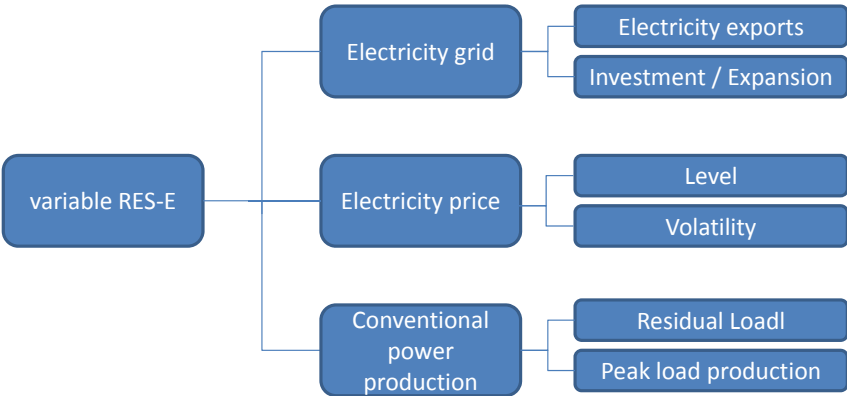 variable RES-E
Electricity grid
Electricity exports
Investment / Expansion
Electricity price
Level
Volatility
Conventional
power
production
Residual Loadl
Peak load production